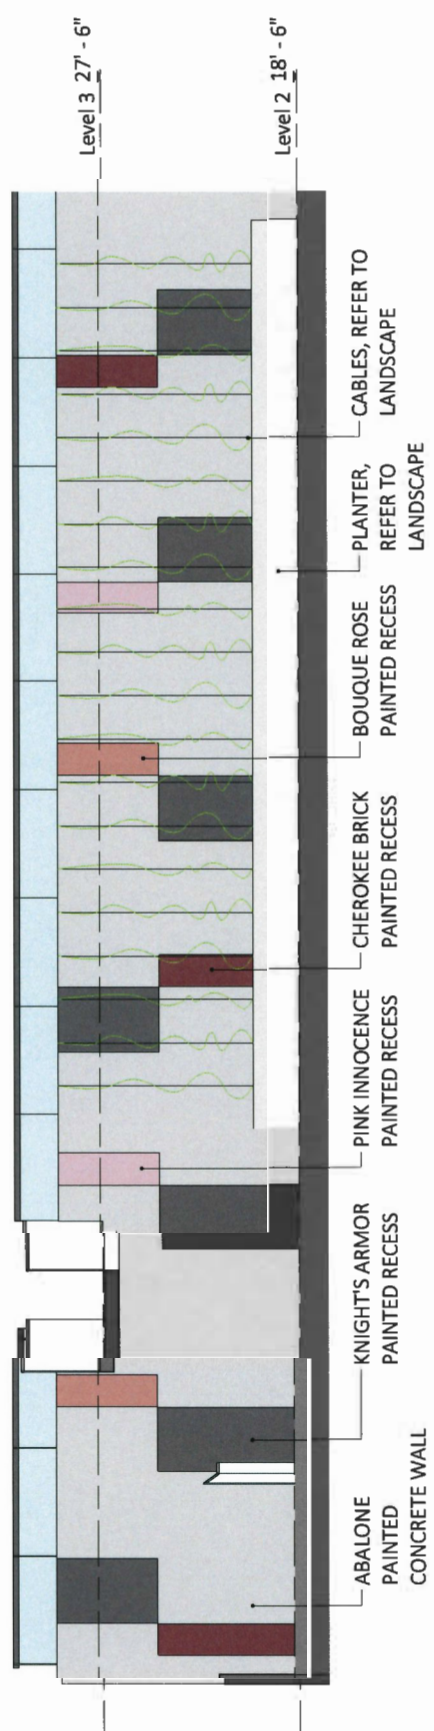 Level 3 27' - 6"
Level 2 18' - 6"
ABALONE
PAINTED
CONCRETE WALL
KNIGHT'S ARMOR
PAINTED RECESS
PINK INNOCENCE
PAINTED RECESS
CHEROKEE BRICK
PAINTED RECESS
BOUQUE ROSE
PAINTED RECESS
PLANTER,
REFER TO
LANDSCAPE
CABLES, REFER TO
LANDSCAPE